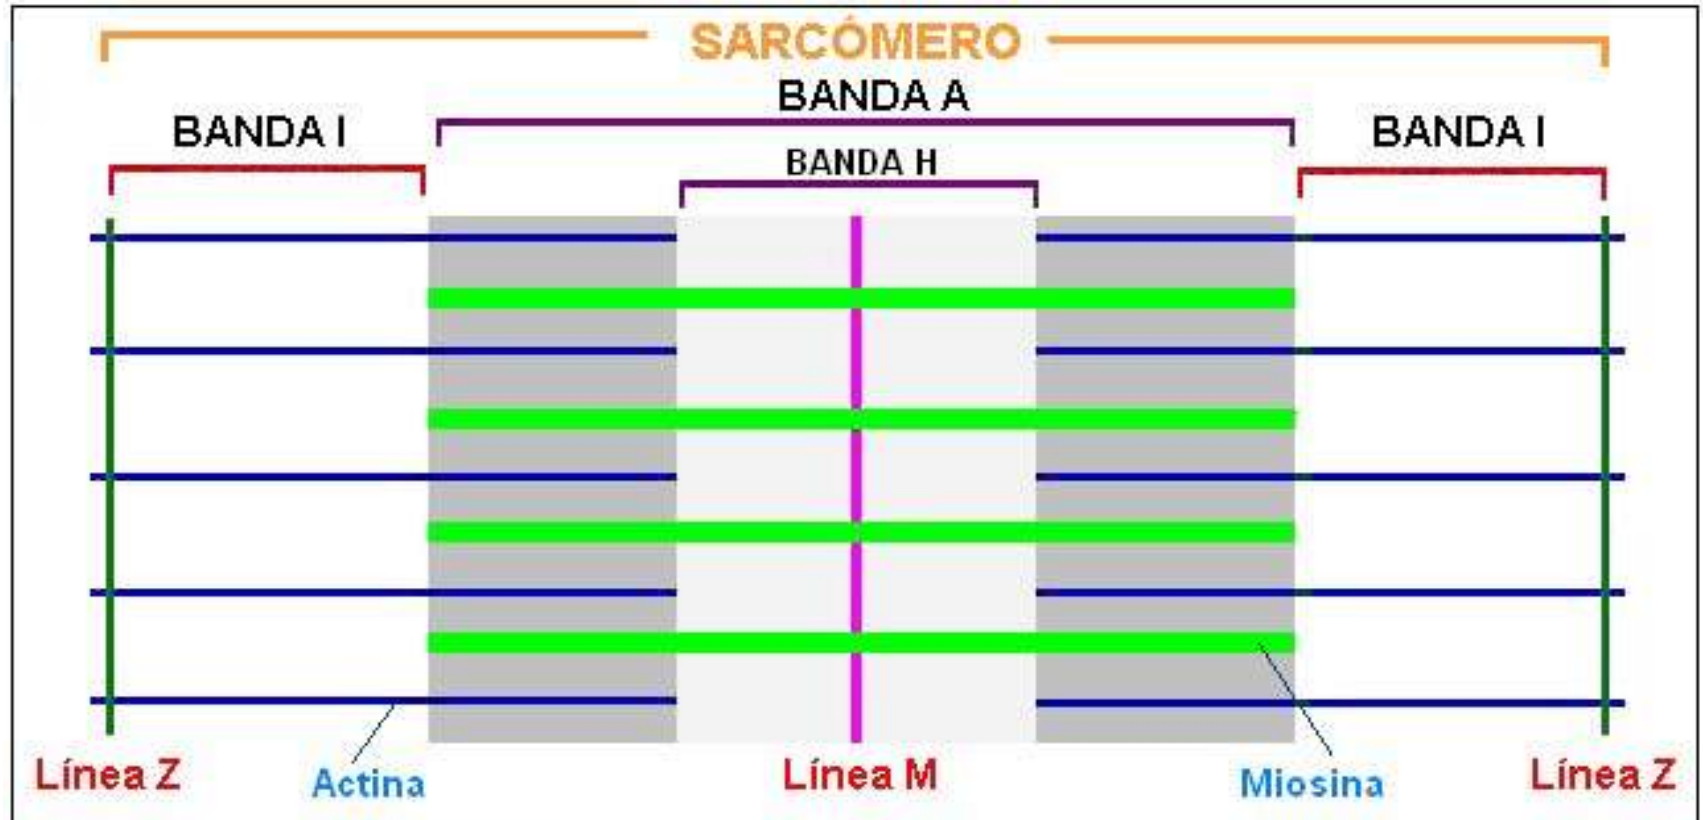 SARCÓMERO
BANDA A
BANDA I
BANDA I
BANDA H
Línea Z
Actina
Línea M
Miosina
Línea Z